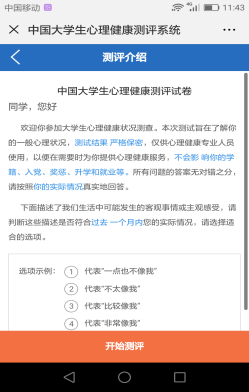 中国移动 4G 11:43
× 中国大学生心理健康测评系统 ···
测评介绍
中国大学生心理健康测评试卷
同学，您好
欢迎你参加大学生心理健康状况测查。本次测试旨在了解你
的一般心理状况，测试结果 严格保密，仅供心理健康专业人员
使用，以便在需要时为你提供心理健康服务，不会影 响你的学
籍、入党、奖惩、升学和就业等。所有问题的答案无对错之分，
请按照你的实际情况真实地回答。
下面描述了我们生活中可能发生的客观事情或主观感受，请
判断这些描述是否符合过去 一个月内您的实际情况，请选择适
合的选项。
选项示例： 1 代表"一点也不像我"
2 代表"不太像我"
3 代表"比较像我"
4 代表"非常像我"
开始测评